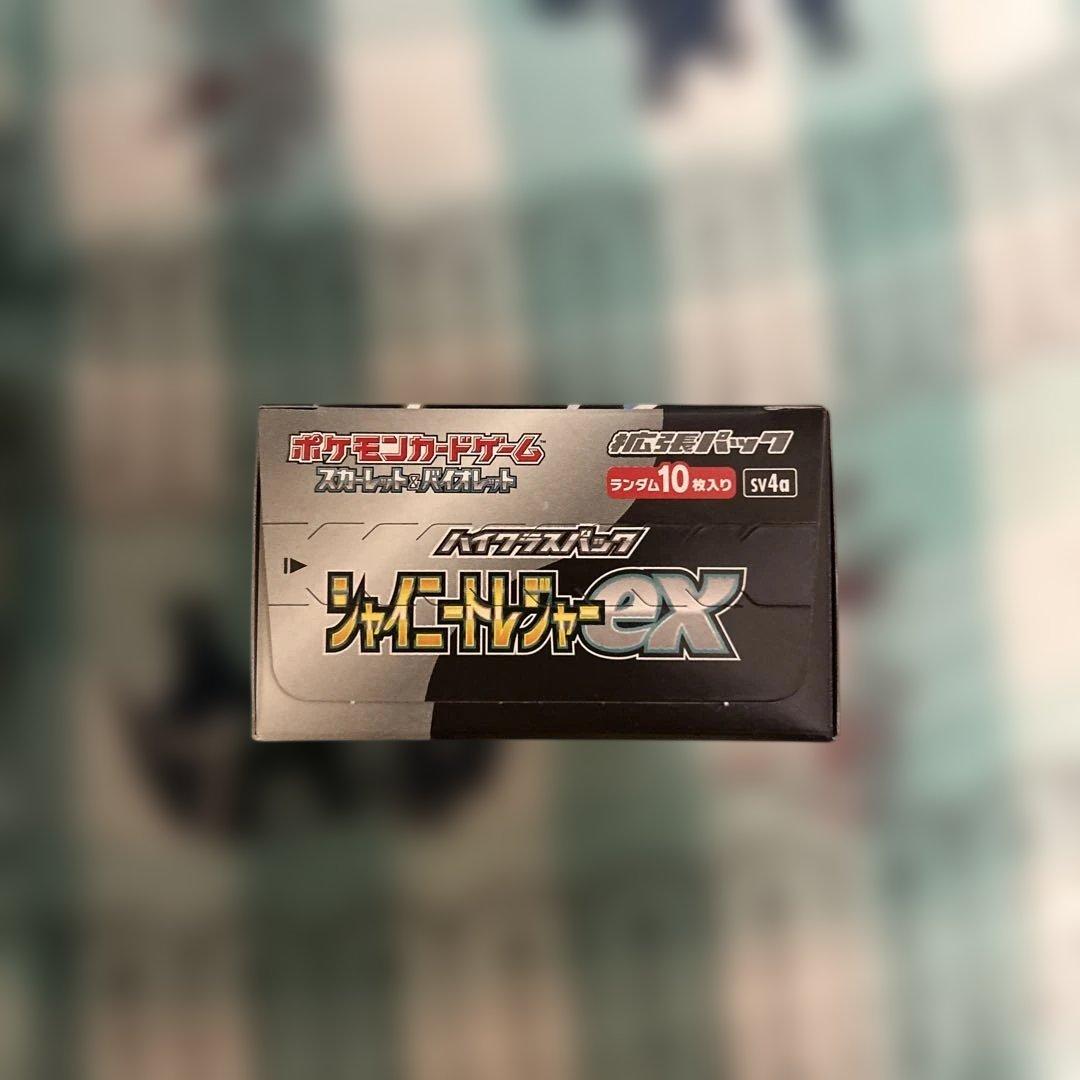 ポケモンカードゲーム™
スカーレット&バイオレット
拡張パック
ランダム10枚入り sv4a
ハイクラスパック
シャイニートレジャーex